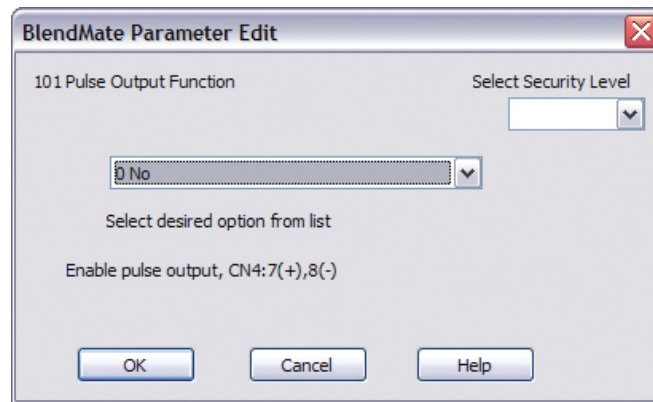 BlendMate Parameter Edit
101 Pulse Output Function
Select Security Level
0 No
Select desired option from list
Enable pulse output, CN4:7(+),8(-)
OK Cancel Help